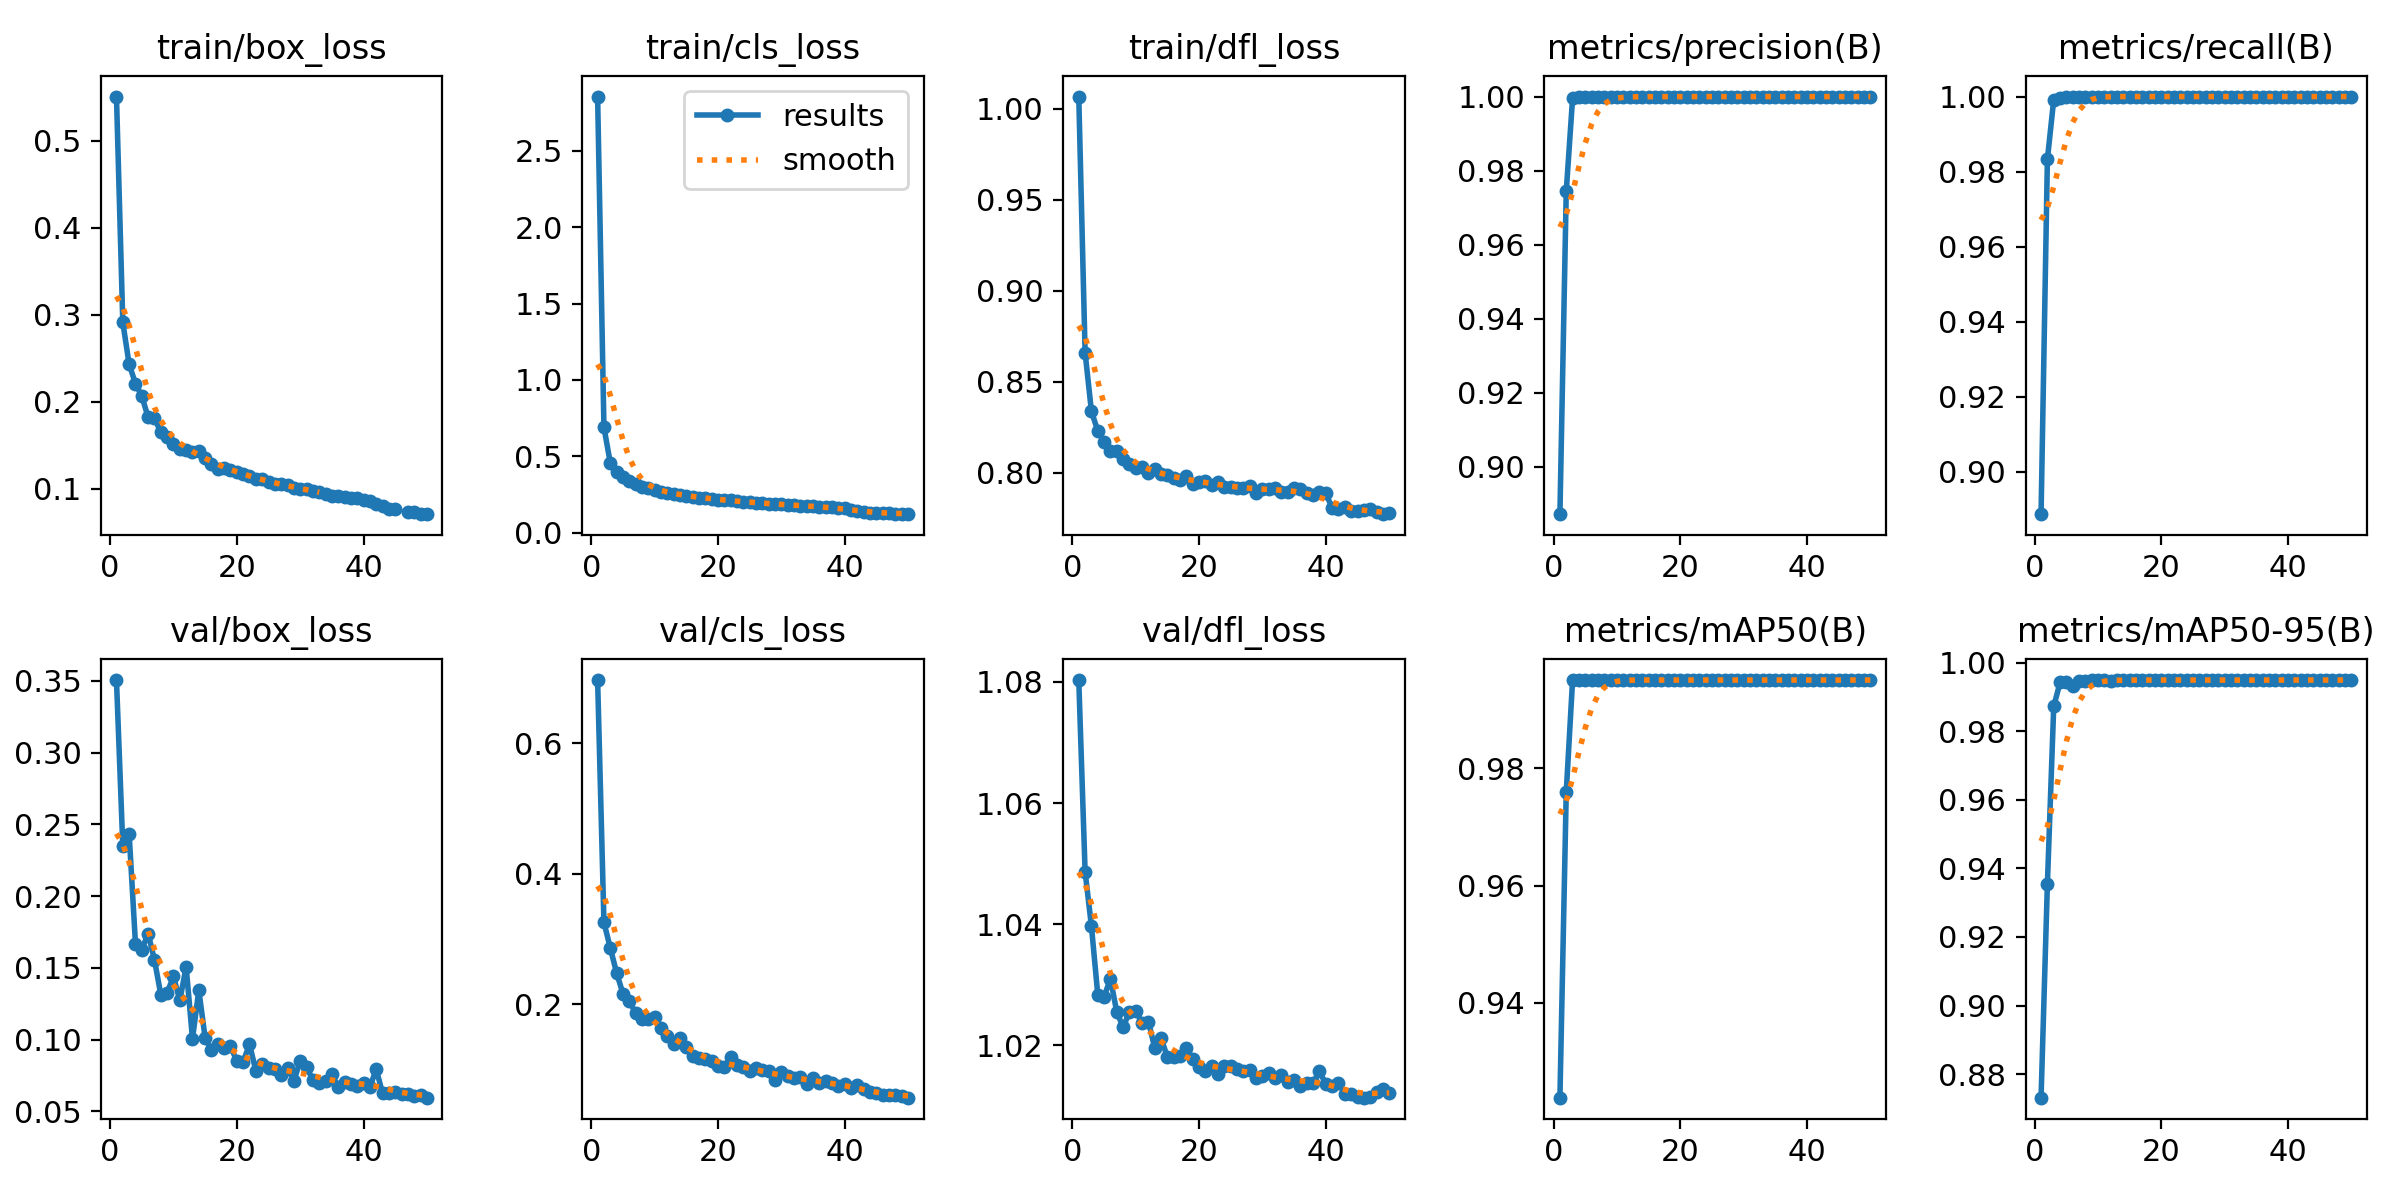 train/box_loss
0.5
0.4
0.3
0.2
0.1
0 20 40
train/cls_loss
results
smooth
2.5
2.0
1.5
1.0
0.5
0.0
0 20 40
train/dfl_loss
1.00
0.95
0.90
0.85
0.80
0 20 40
metrics/precision(B)
1.00
0.98
0.96
0.94
0.92
0.90
0 20 40
metrics/recall(B)
1.00
0.98
0.96
0.94
0.92
0.90
0 20 40
val/box_loss
0.35
0.30
0.25
0.20
0.15
0.10
0.05
0 20 40
val/cls_loss
0.6
0.4
0.2
0 20 40
val/dfl_loss
1.08
1.06
1.04
1.02
0 20 40
metrics/mAP50(B)
0.98
0.96
0.94
0 20 40
metrics/mAP50-95(B)
1.00
0.98
0.96
0.94
0.92
0.90
0.88
0 20 40